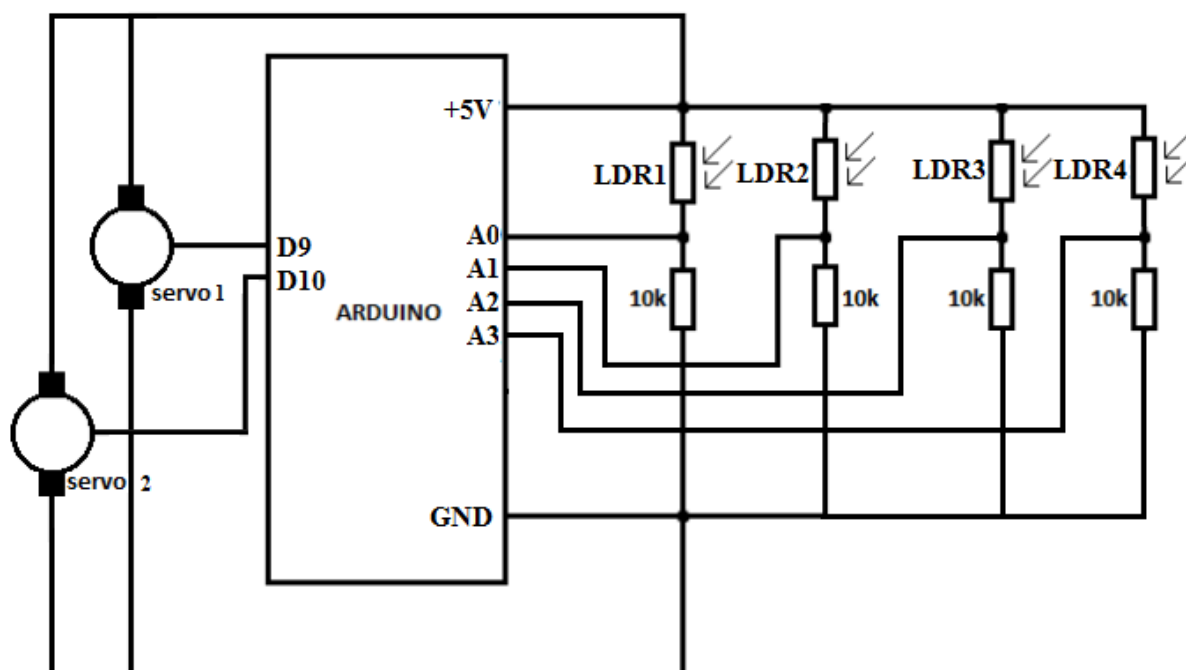 +5V
LDR1
LDR2
LDR3
LDR4
A0
D9
A1
D10
servo 1
A2
ARDUINO
A3
10k
10k
10k
10k
servo 2
GND